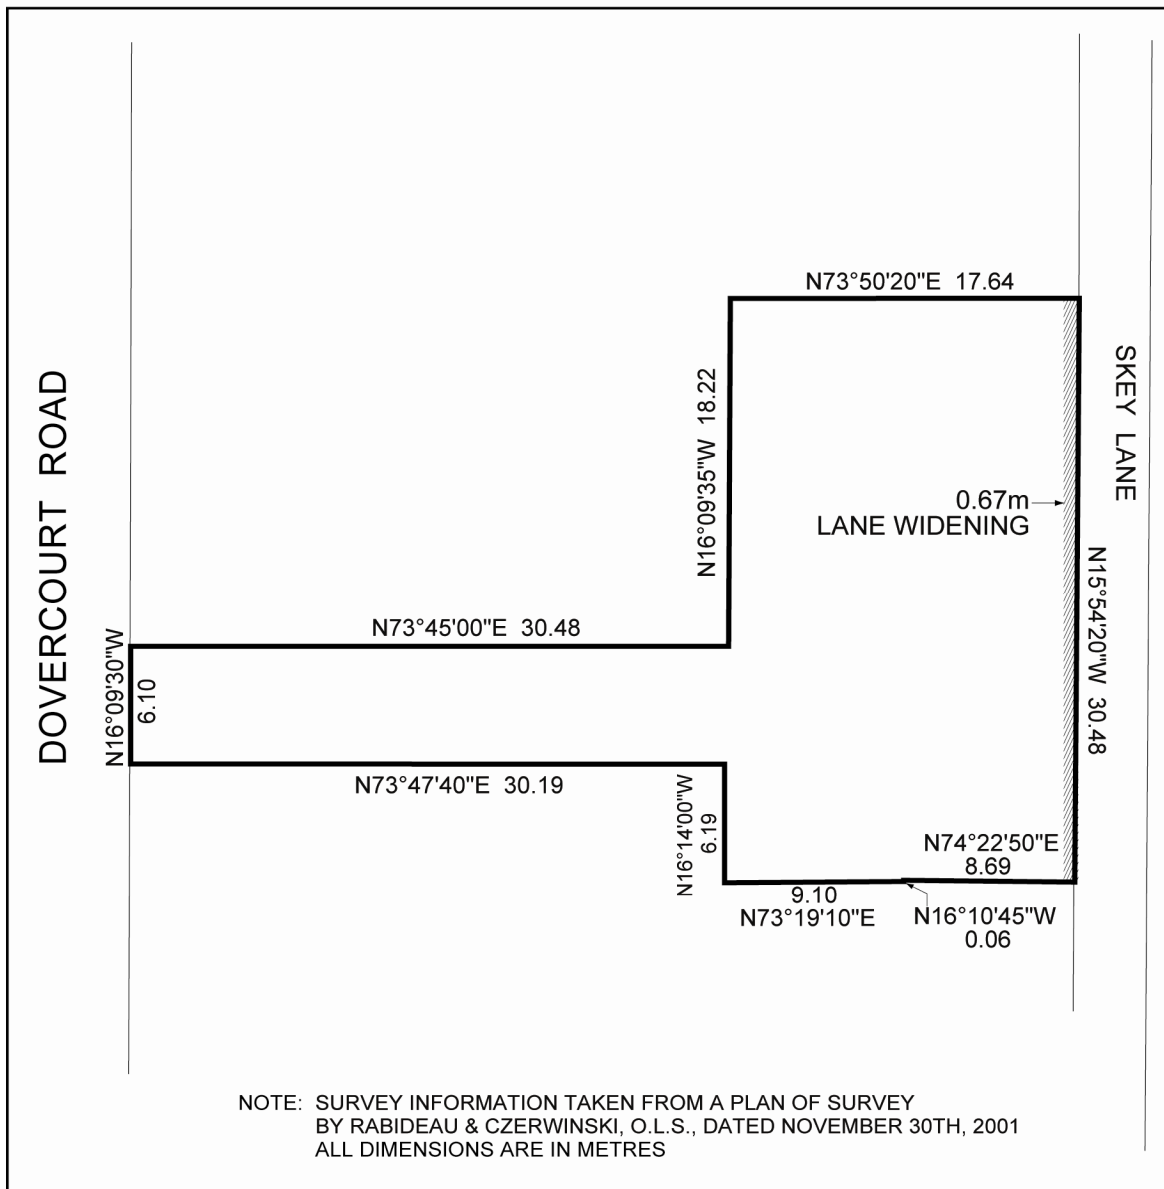 N73°50'20"E 17.64
SKEY LANE
N16°09'35"W 18.22
0.67m
LANE WIDENING
DOVERCOURT ROAD
N15°54'20"W 30.48
N73°45'00"E 30.48
N16°09'30"W
6.10
N73°47'40"E 30.19
N16°14'00"W
6.19
N74°22'50"E
8.69
9.10
N73°19'10"E
N16°10'45"W
0.06
NOTE: SURVEY INFORMATION TAKEN FROM A PLAN OF SURVEY
BY RABIDEAU & CZERWINSKI, O.L.S., DATED NOVEMBER 30TH, 2001
ALL DIMENSIONS ARE IN METRES